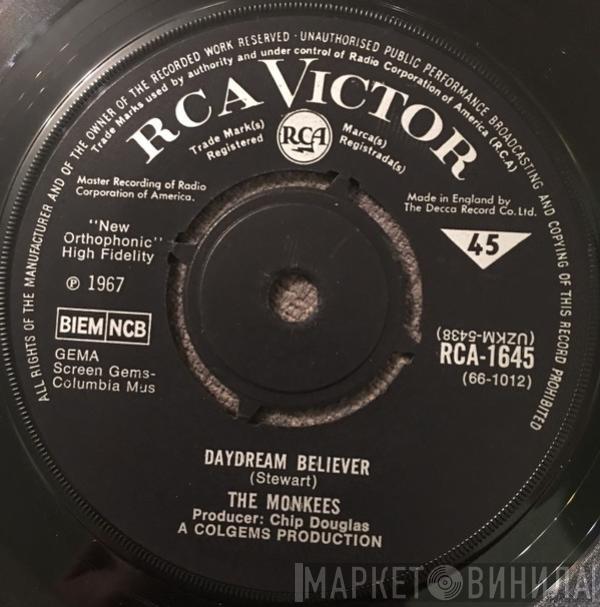 ALL RIGHTS OF THE MANUFACTURER AND OF THE OWNER OF THE RECORDED WORK RESERVED · UNAUTHORISED PUBLIC PERFORMANCE BROADCASTING AND COPYING OF THIS RECORD PROHIBITED
Trade Marks used by authority and under control of Radio Corporation of America (R.C.A)
RCA VICTOR
Trade Mark(s)
Registered
RCA
Marca(s)
Registrada(s)
Master Recording of Radio
Corporation of America.
Made in England by
The Decca Record Co. Ltd.
"New
Orthophonic"
High Fidelity
45
℗ 1967
BIEM NCB
GEMA
Screen Gems-
Columbia Mus
(UZKM-5438)
RCA-1645
(66-1012)
DAYDREAM BELIEVER
(Stewart)
THE MONKEES
Producer: Chip Douglas
A COLGEMS PRODUCTION
МАРКЕТ ВИНИЛА